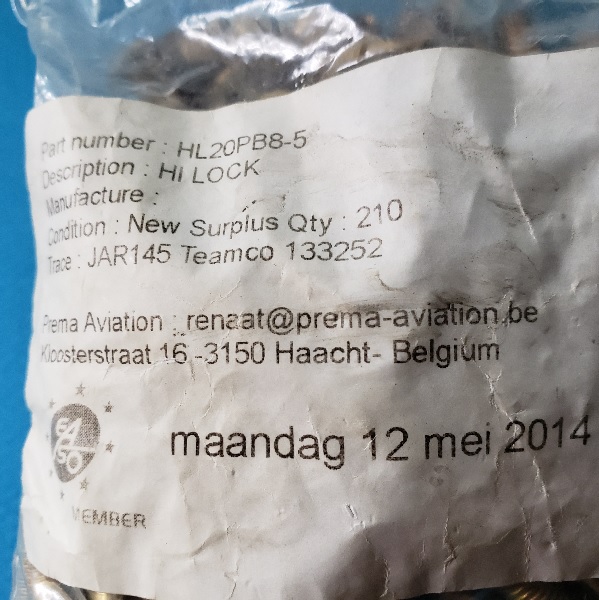 Part number : HL20PB8-5
Description : HI LOCK
Manufacture :
Condition : New Surplus Qty : 210
Trace : JAR145 Teamco 133252
Prema Aviation : renaat@prema-aviation.be
Kloosterstraat 16 -3150 Haacht- Belgium
EASO
maandag 12 mei 2014
MEMBER